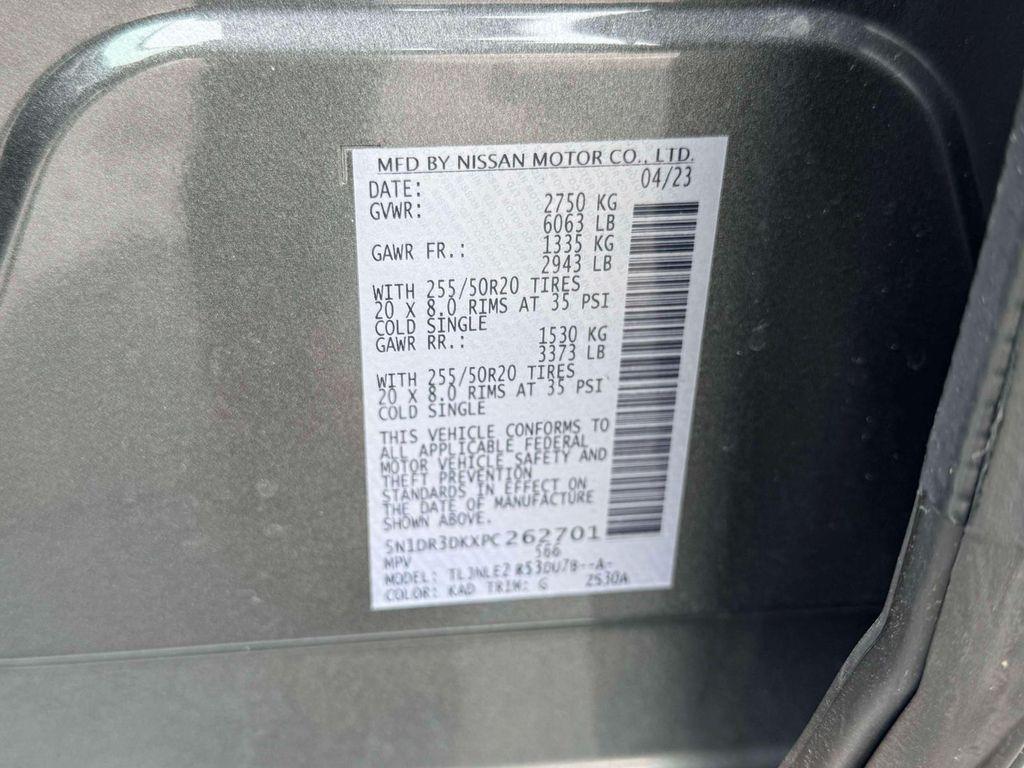 MFD BY NISSAN MOTOR CO., LTD.
DATE: 04/23
GVWR: 2750 KG
6063 LB
GAWR FR.: 1335 KG
2943 LB
WITH 255/50R20 TIRES
20 X 8.0 RIMS AT 35 PSI
COLD SINGLE
GAWR RR.: 1530 KG
3373 LB
WITH 255/50R20 TIRES
20 X 8.0 RIMS AT 35 PSI
COLD SINGLE
THIS VEHICLE CONFORMS TO
ALL APPLICABLE FEDERAL
MOTOR VEHICLE SAFETY AND
THEFT PREVENTION
STANDARDS IN EFFECT ON
THE DATE OF MANUFACTURE
SHOWN ABOVE.
5N1DR3DKXPC262701
MPV 566
MODEL:
COLOR: KAD TRIM: G